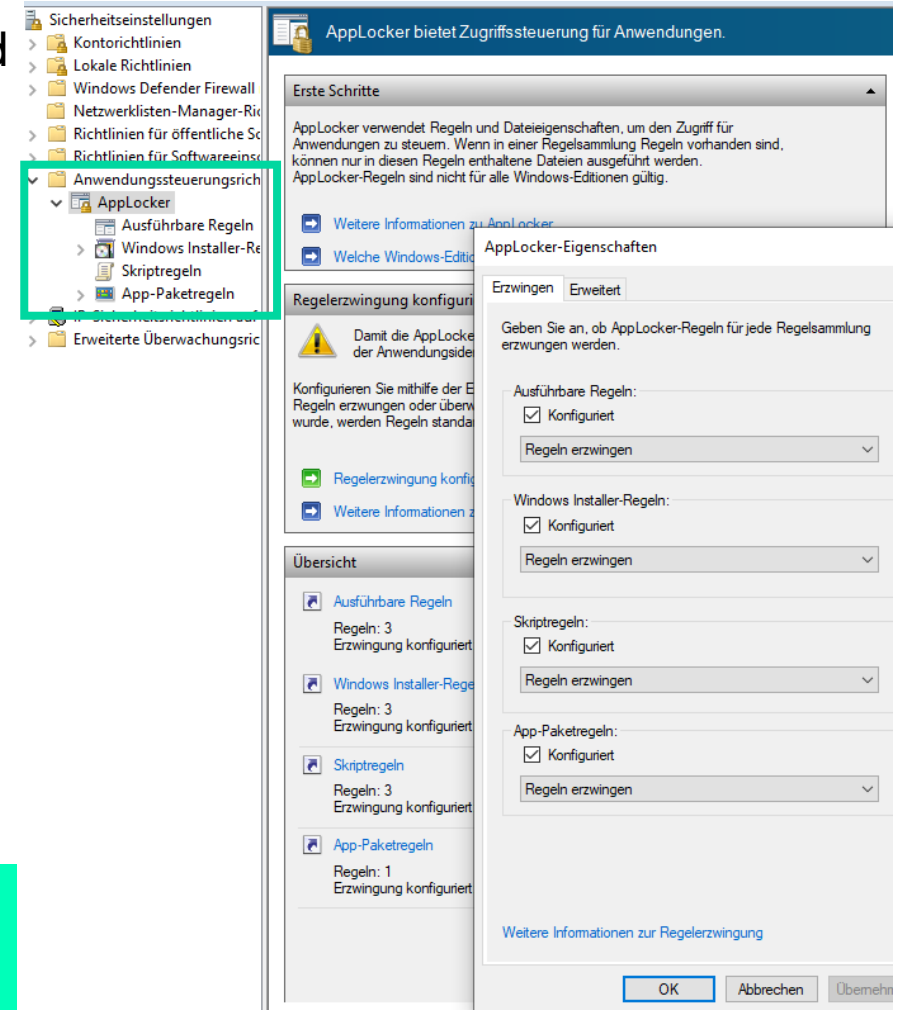 Sicherheitseinstellungen
Kontorichtlinien
Lokale Richtlinien
Windows Defender Firewall
Netzwerklisten-Manager-Ric
Richtlinien für öffentliche Sc
Richtlinien für Softwareeinsc
Anwendungssteuerungsrich
AppLocker
Ausführbare Regeln
Windows Installer-Re
Skriptregeln
App-Paketregeln
Erweiterte Überwachungsric
AppLocker bietet Zugriffssteuerung für Anwendungen.
Erste Schritte
AppLocker verwendet Regeln und Dateieigenschaften, um den Zugriff für
Anwendungen zu steuern. Wenn in einer Regelsammlung Regeln vorhanden sind,
können nur in diesen Regeln enthaltene Dateien ausgeführt werden.
AppLocker-Regeln sind nicht für alle Windows-Editionen gültig.
Weitere Informationen zu AppLocker
Welche Windows-Editio
Regelerzwingung konfiguri
Damit die AppLocke
der Anwendungsider
Konfigurieren Sie mithilfe der E
Regeln erzwingen oder überw
wurde, werden Regeln standa
Regelerzwingung konfig
Weitere Informationen z
Übersicht
Ausführbare Regeln
Regeln: 3
Erzwingung konfiguriert
Windows Installer-Rege
Regeln: 3
Erzwingung konfiguriert
Skriptregeln
Regeln: 3
Erzwingung konfiguriert
App-Paketregeln
Regeln: 1
Erzwingung konfiguriert
AppLocker-Eigenschaften
Erzwingen Erweitert
Geben Sie an, ob AppLocker-Regeln für jede Regelsammlung
erzwungen werden.
Ausführbare Regeln:
Konfiguriert
Regeln erzwingen
Windows Installer-Regeln:
Konfiguriert
Regeln erzwingen
Skriptregeln:
Konfiguriert
Regeln erzwingen
App-Paketregeln:
Konfiguriert
Regeln erzwingen
Weitere Informationen zur Regelerzwingung
OK Abbrechen Übernehm